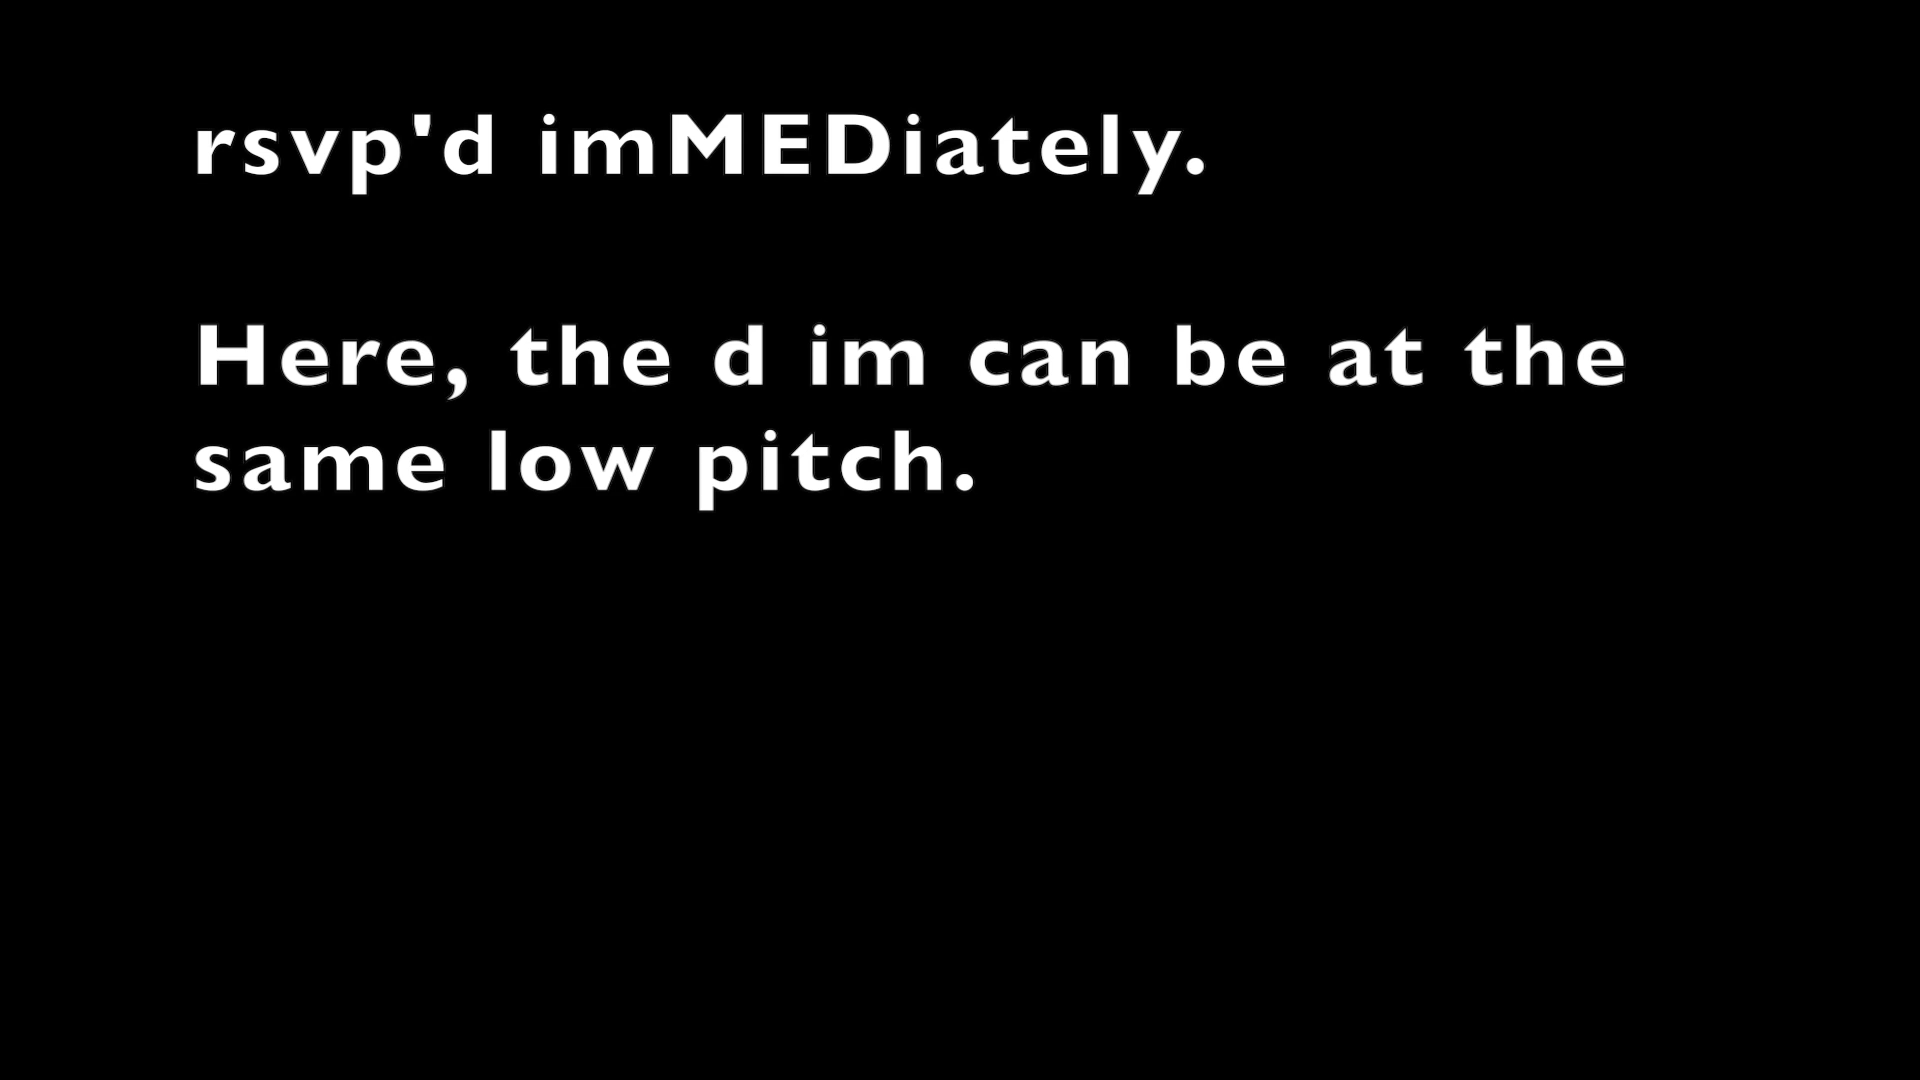 rsvp'd imMEDiately.
Here, the d im can be at the
same low pitch.